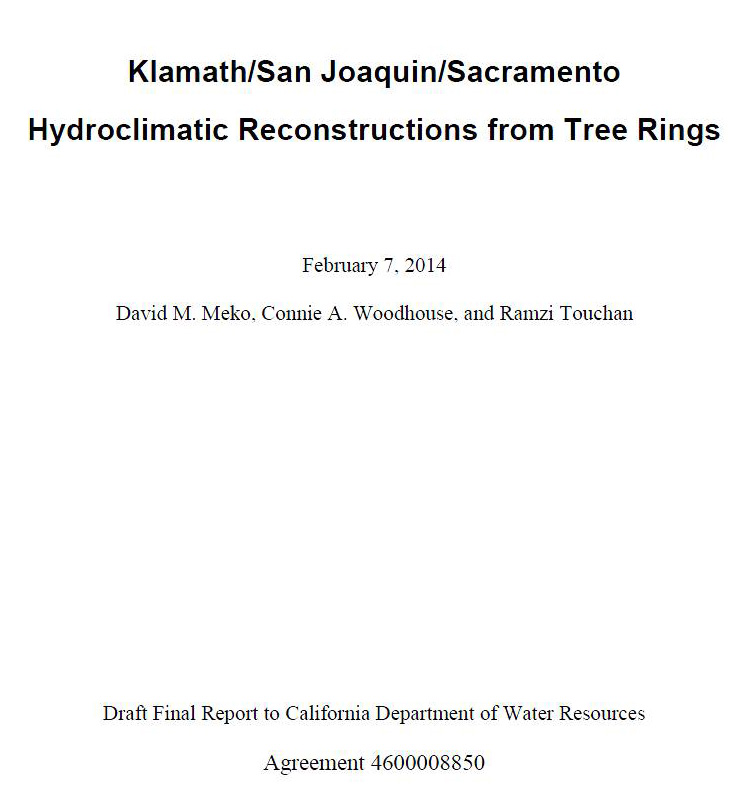 Klamath/San Joaquin/Sacramento
Hydroclimatic Reconstructions from Tree Rings
February 7, 2014
David M. Meko, Connie A. Woodhouse, and Ramzi Touchan
Draft Final Report to California Department of Water Resources
Agreement 4600008850